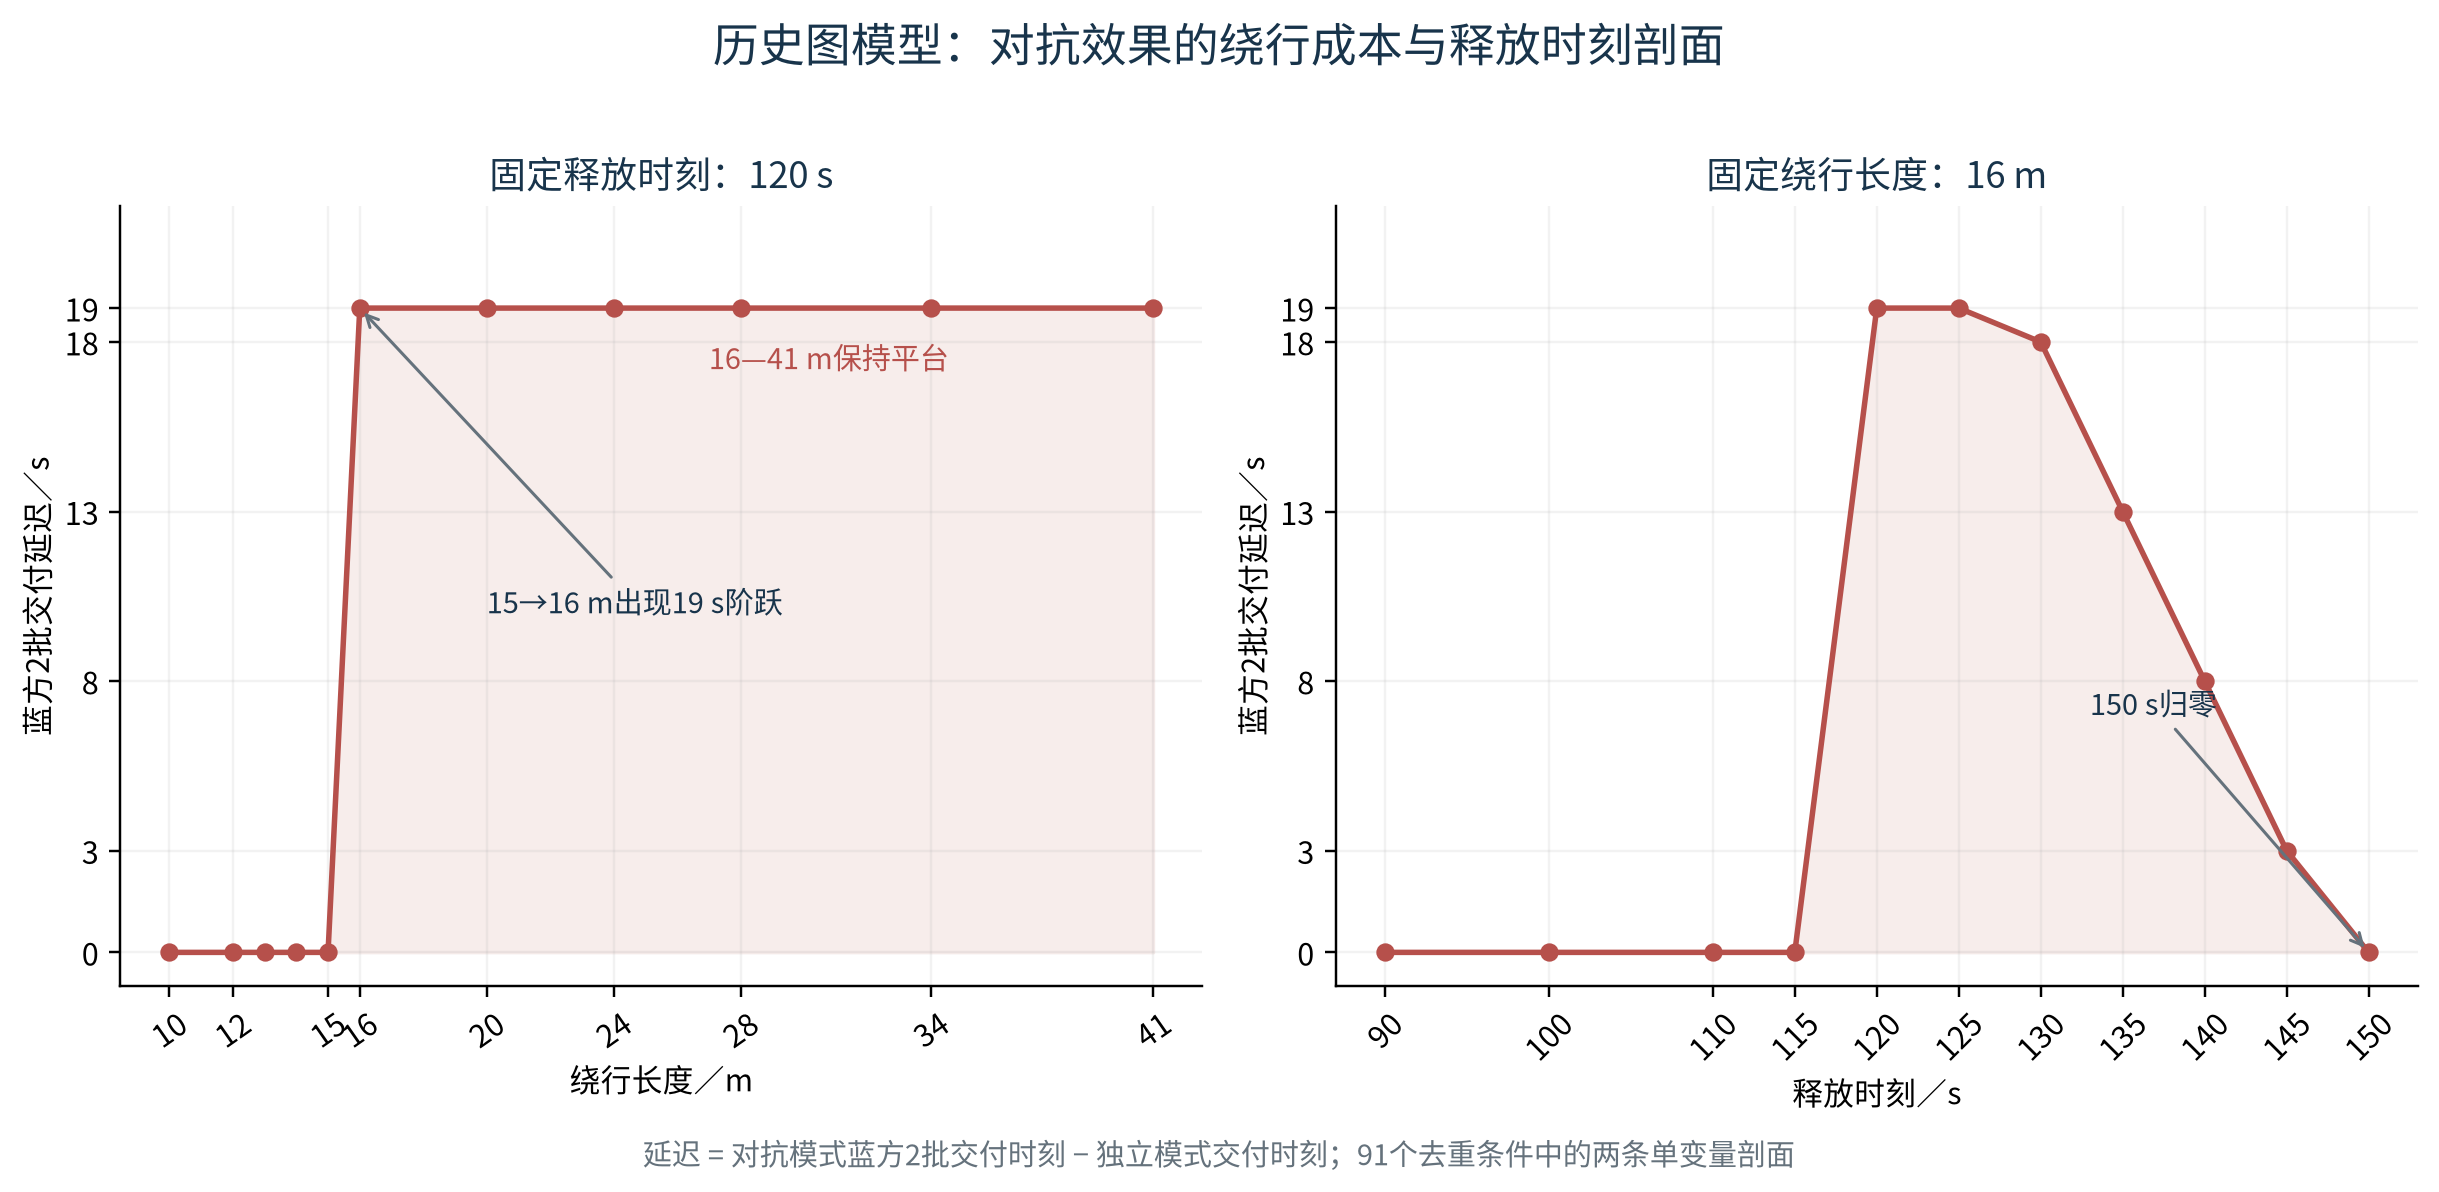 历史图模型：对抗效果的绕行成本与释放时刻剖面
固定释放时刻：120 s
蓝方2批交付延迟／s
19
18
13
8
3
0
16—41 m保持平台
15→16 m出现19 s阶跃
10 12 15 16 20 24 28 34 41
绕行长度／m
固定绕行长度：16 m
蓝方2批交付延迟／s
19
18
13
8
3
0
150 s归零
90 100 110 115 120 125 130 135 140 145 150
释放时刻／s
延迟 = 对抗模式蓝方2批交付时刻 − 独立模式交付时刻；91个去重条件中的两条单变量剖面